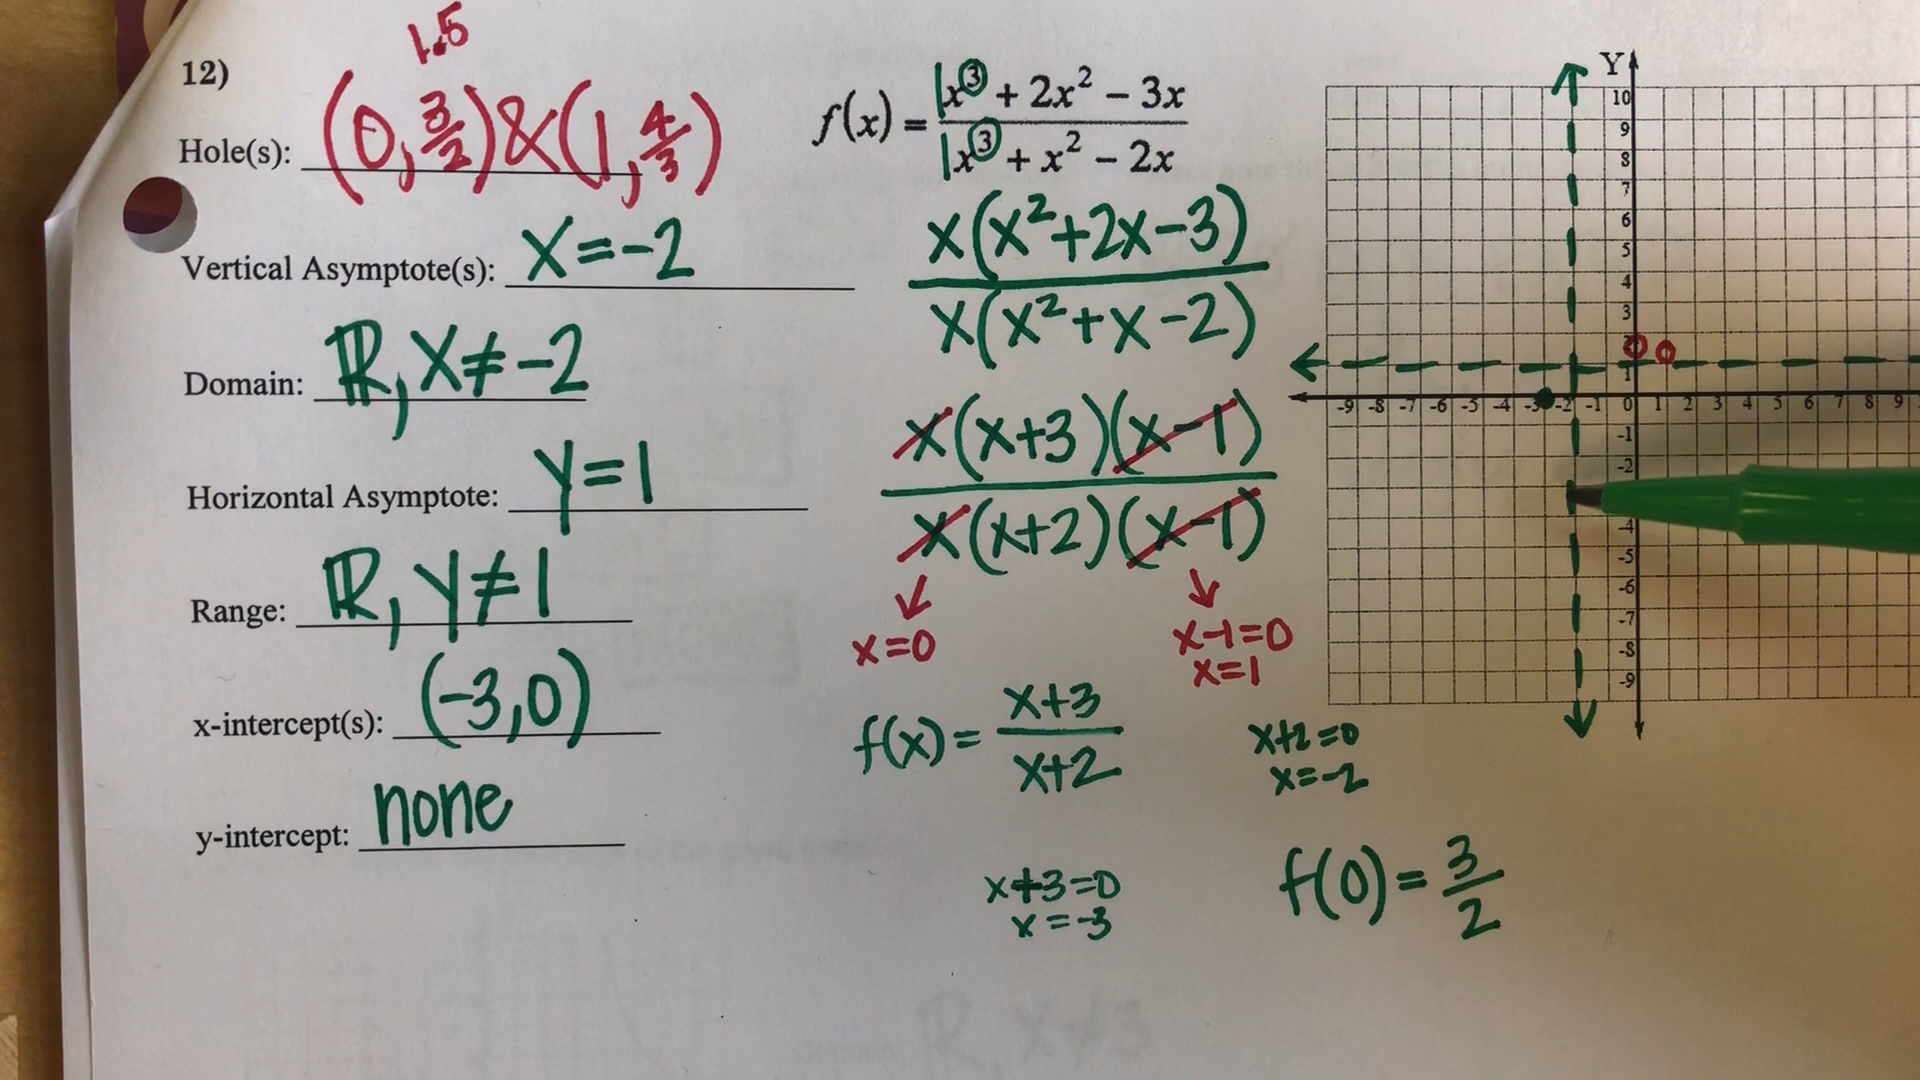 12)
1.5
Hole(s): (0, 3/2) & (1, 4/3)
f(x) = (x³ + 2x² − 3x)/(x³ + x² − 2x)
Vertical Asymptote(s): x = -2
x(x²+2x-3)
x(x²+x-2)
Domain: ℝ, x ≠ -2
x(x+3)(x-1)
x(x+2)(x-1)
Horizontal Asymptote: y = 1
Range: ℝ, y ≠ 1
x=0
x-1=0
x=1
x-intercept(s): (-3,0)
f(x) = (x+3)/(x+2)
x+2=0
x=-2
y-intercept: none
x+3=0
x=-3
f(0) = 3/2
Y
10
9
8
7
6
5
4
3
1
-9 -8 -7 -6 -5 -4 -3 -2 -1 0 1 2 3 4 5 6 7 8 9
-1
-2
-4
-5
-6
-7
-8
-9